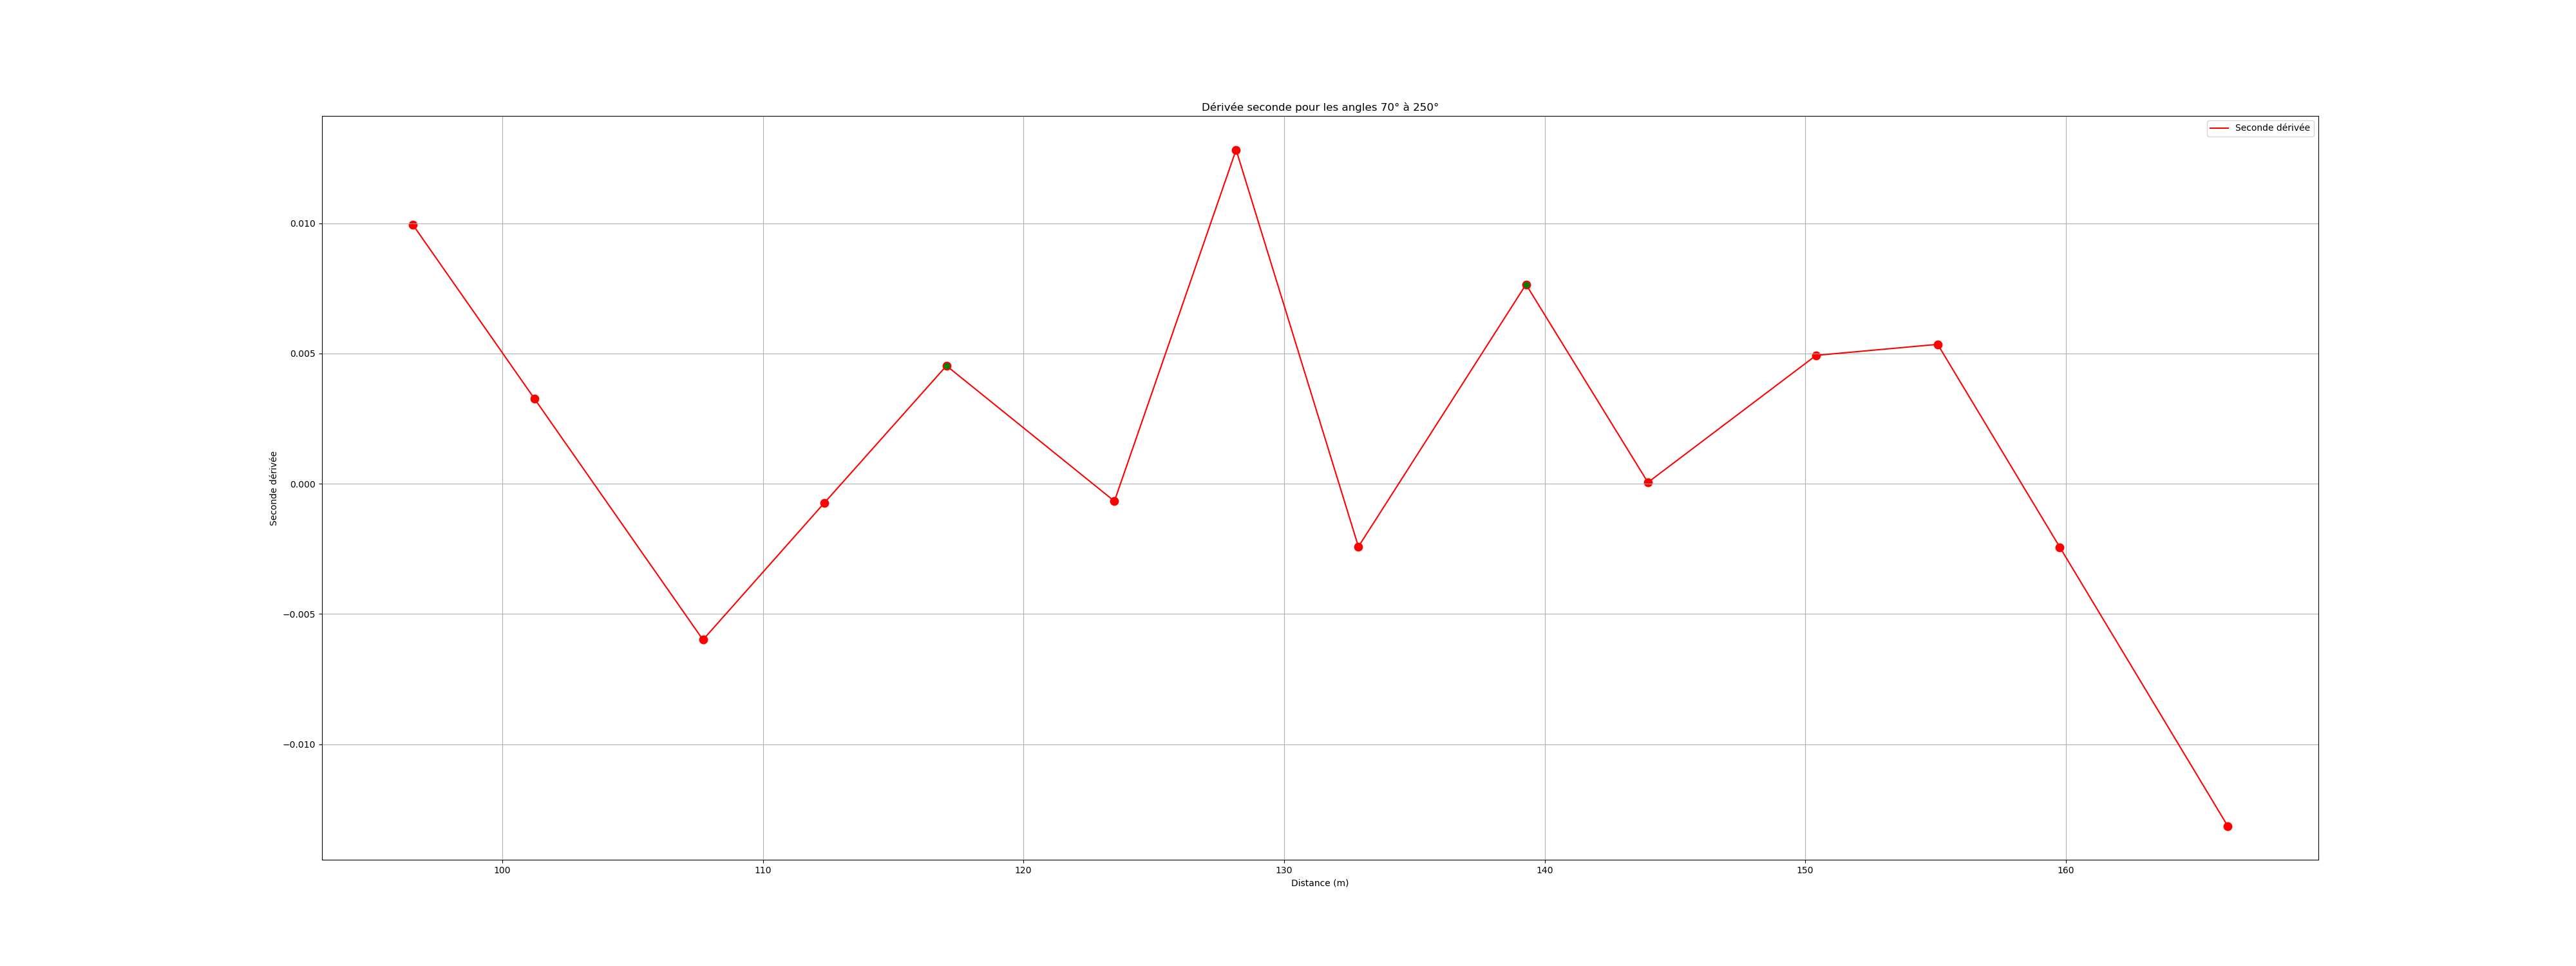 Dérivée seconde pour les angles 70° à 250°
Seconde dérivée
0.010
0.005
0.000
−0.005
−0.010
Seconde dérivée
100 110 120 130 140 150 160
Distance (m)